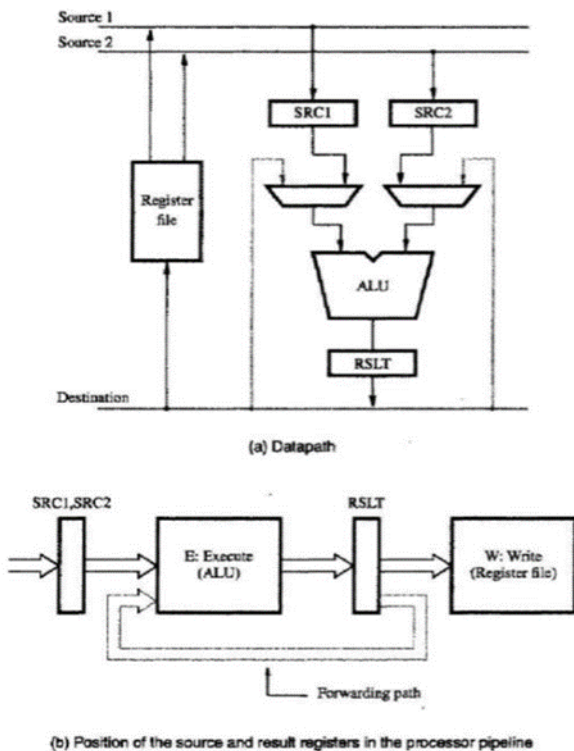 Source 1
Source 2
SRC1
SRC2
Register
file
ALU
RSLT
Destination
(a) Datapath
SRC1,SRC2
RSLT
E: Execute
(ALU)
W: Write
(Register file)
Forwarding path
(b) Position of the source and result registers in the processor pipeline